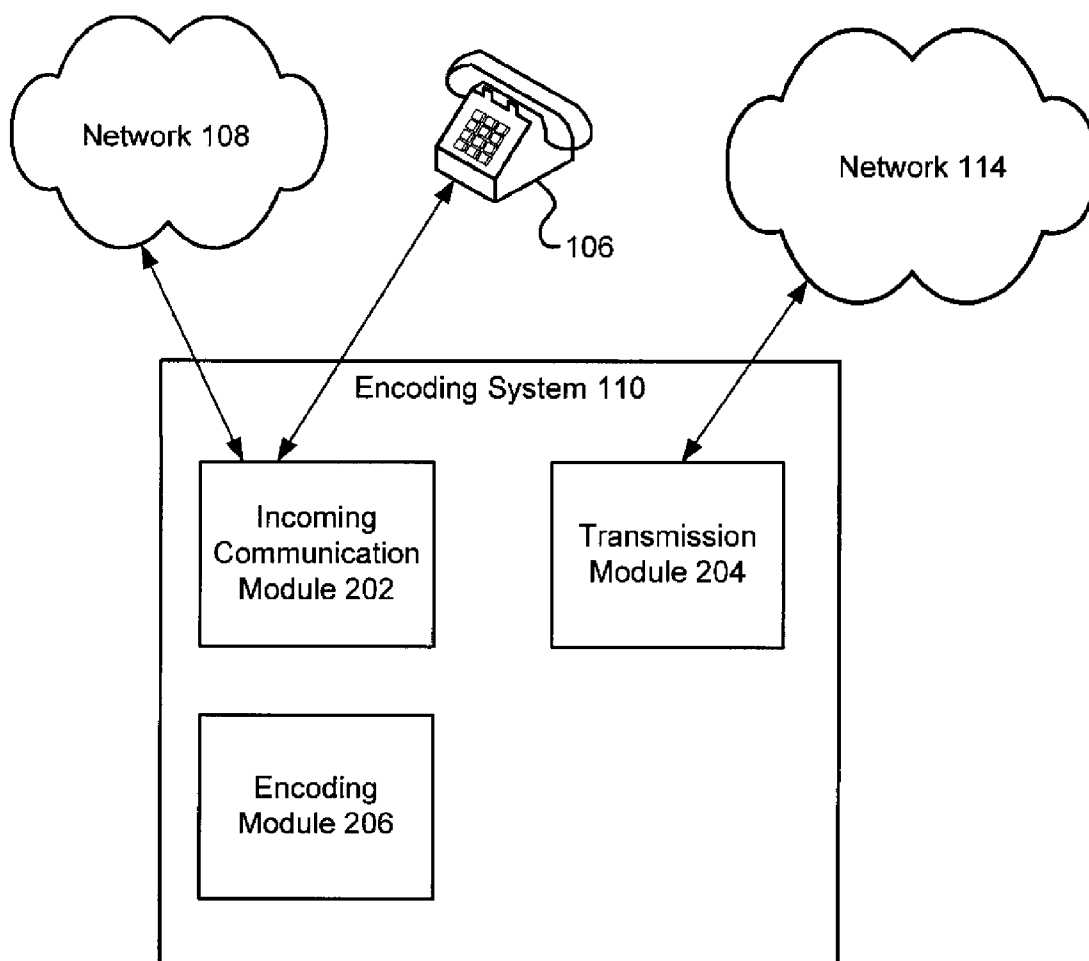 Network 108
Network 114
106
Encoding System 110
Incoming
Communication
Module 202
Transmission
Module 204
Encoding
Module 206